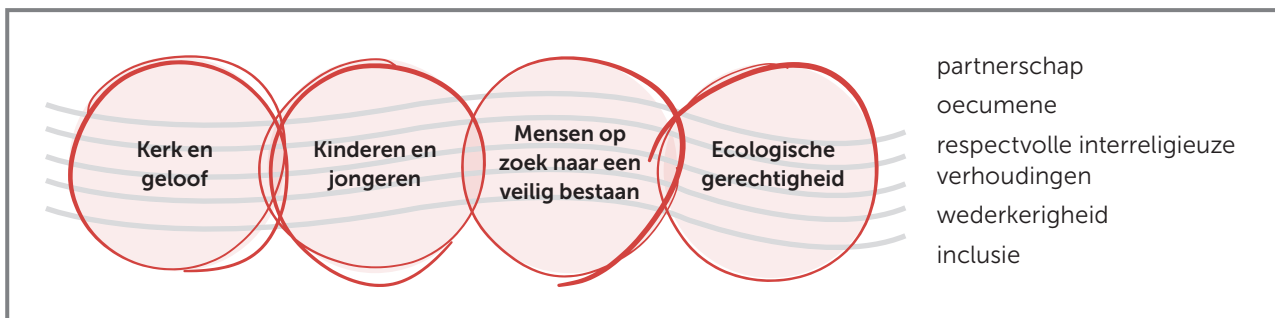 Kerk en
geloof
Kinderen en
jongeren
Mensen op
zoek naar een
veilig bestaan
Ecologische
gerechtigheid
partnerschap
oecumene
respectvolle interreligieuze
verhoudingen
wederkerigheid
inclusie